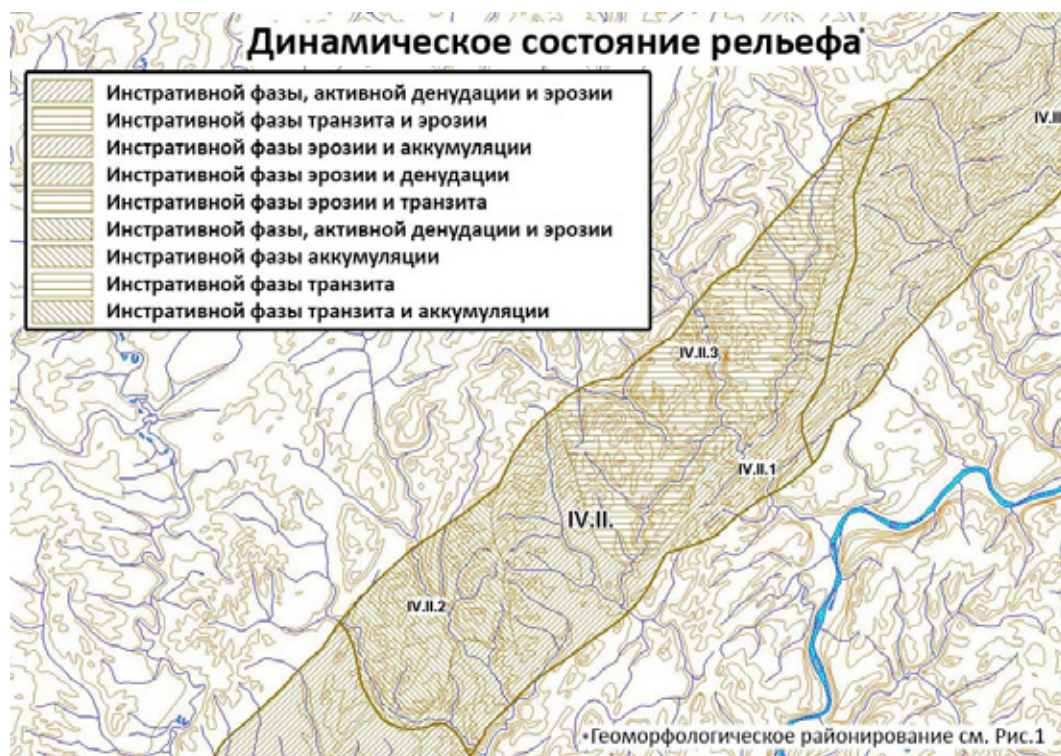 Динамическое состояние рельефа*
Инстративной фазы, активной денудации и эрозии
Инстративной фазы транзита и эрозии
Инстративной фазы эрозии и аккумуляции
Инстративной фазы эрозии и денудации
Инстративной фазы эрозии и транзита
Инстративной фазы, активной денудации и эрозии
Инстративной фазы аккумуляции
Инстративной фазы транзита
Инстративной фазы транзита и аккумуляции
IV.II
IV.II.3
IV.II.1
IV.II.
IV.II.2
*Геоморфологическое районирование см. Рис.1